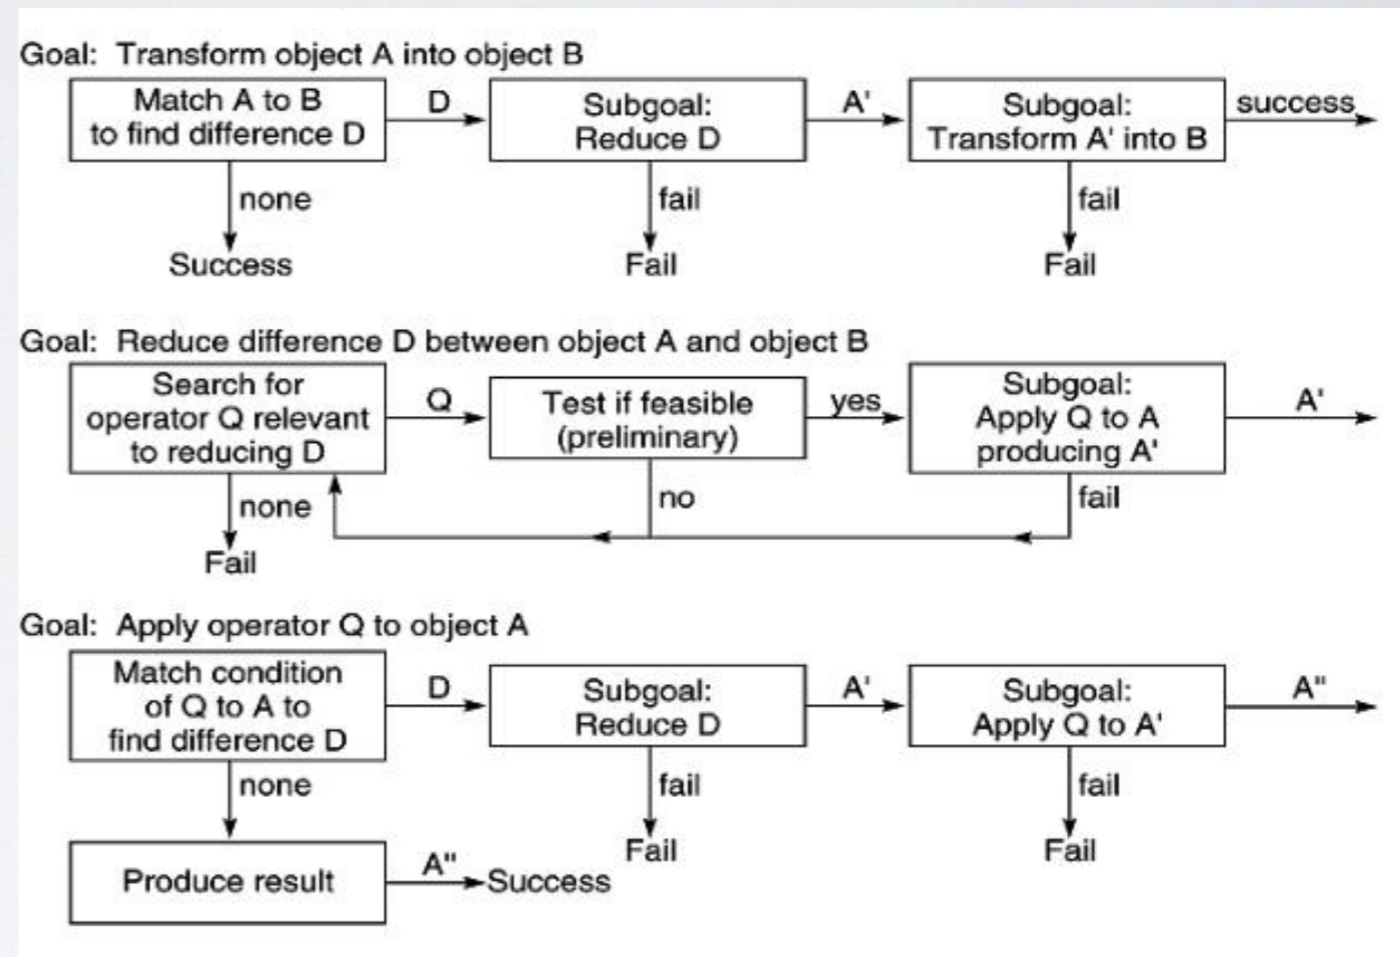 Goal: Transform object A into object B
Match A to B
to find difference D
D
Subgoal:
Reduce D
A'
Subgoal:
Transform A' into B
success
none
Success
fail
Fail
fail
Fail
Goal: Reduce difference D between object A and object B
Search for
operator Q relevant
to reducing D
Q
Test if feasible
(preliminary)
yes
Subgoal:
Apply Q to A
producing A'
A'
none
Fail
no
fail
Goal: Apply operator Q to object A
Match condition
of Q to A to
find difference D
D
Subgoal:
Reduce D
A'
Subgoal:
Apply Q to A'
A"
none
fail
Fail
fail
Fail
Produce result
A"
Success